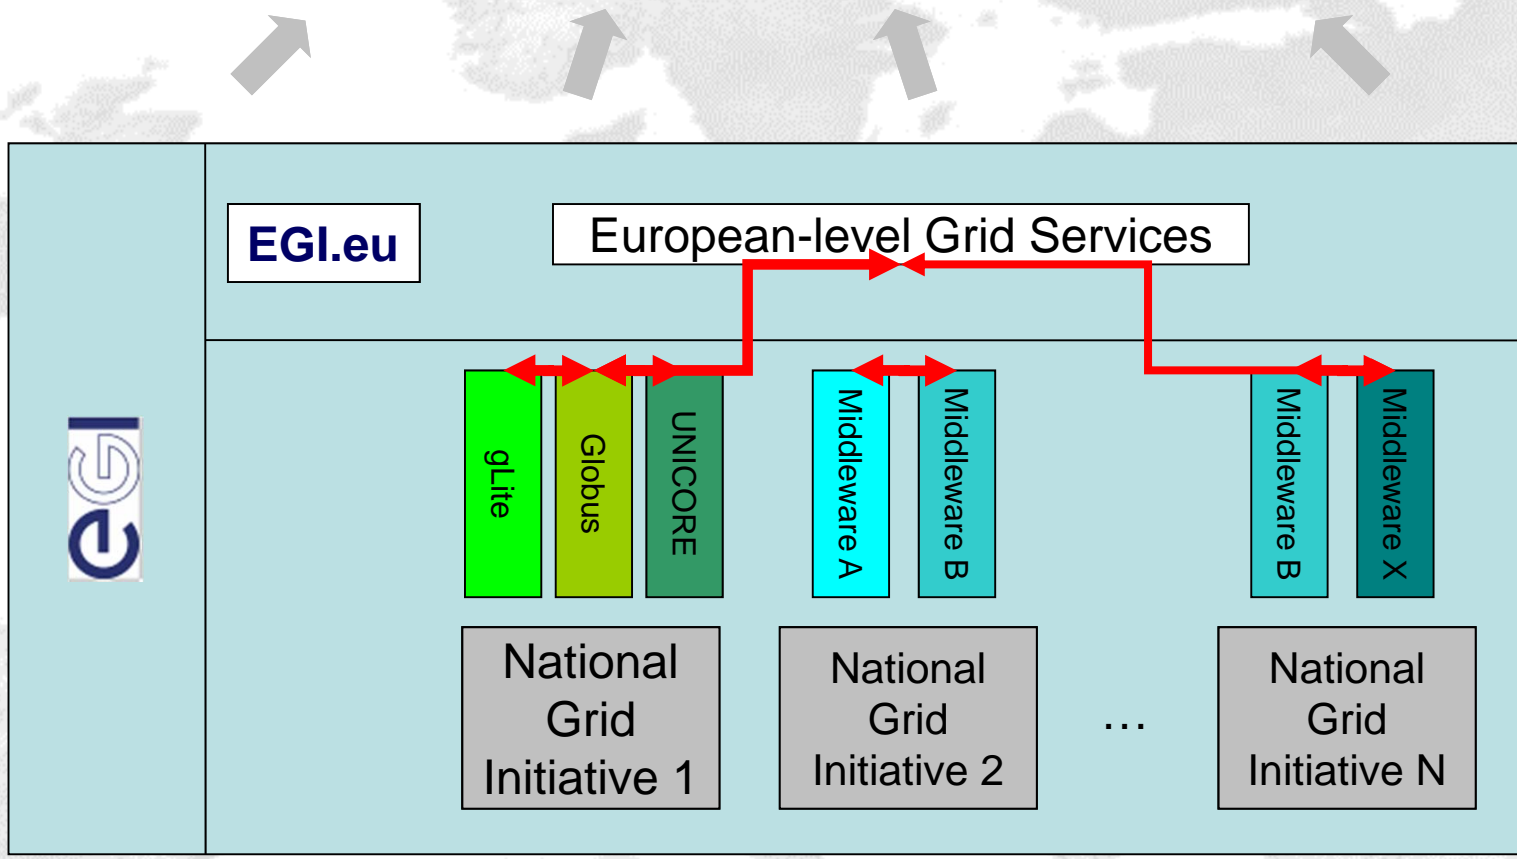 EGI.eu
European-level Grid Services
egi
gLite
Globus
UNICORE
Middleware A
Middleware B
Middleware B
Middleware X
National
Grid
Initiative 1
National
Grid
Initiative 2
…
National
Grid
Initiative N